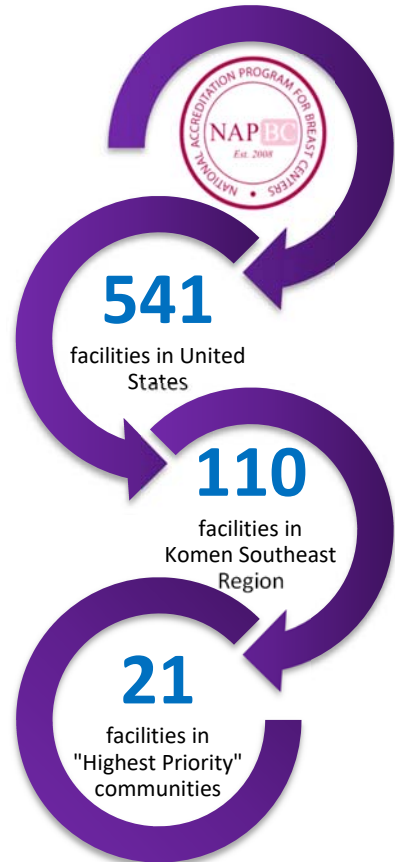 NATIONAL ACCREDITATION PROGRAM FOR BREAST CENTERS
NAPBC
Est. 2008
541
facilities in United
States
110
facilities in
Komen Southeast
Region
21
facilities in
"Highest Priority"
communities